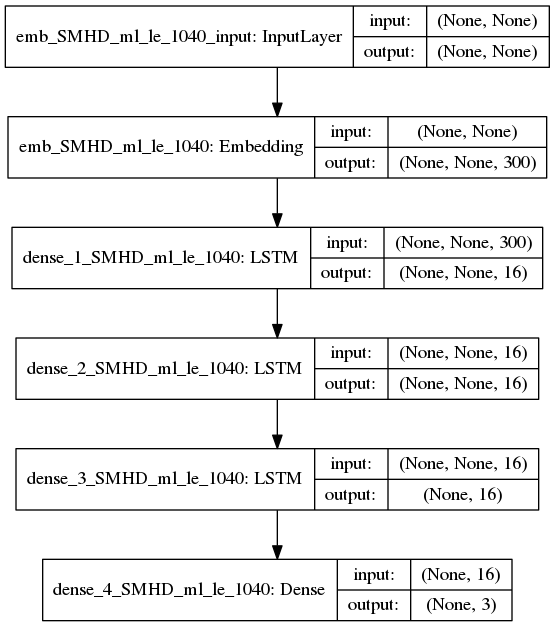 emb_SMHD_ml_le_1040_input: InputLayer
input: (None, None)
output: (None, None)
emb_SMHD_ml_le_1040: Embedding
input: (None, None)
output: (None, None, 300)
dense_1_SMHD_ml_le_1040: LSTM
input: (None, None, 300)
output: (None, None, 16)
dense_2_SMHD_ml_le_1040: LSTM
input: (None, None, 16)
output: (None, None, 16)
dense_3_SMHD_ml_le_1040: LSTM
input: (None, None, 16)
output: (None, 16)
dense_4_SMHD_ml_le_1040: Dense
input: (None, 16)
output: (None, 3)